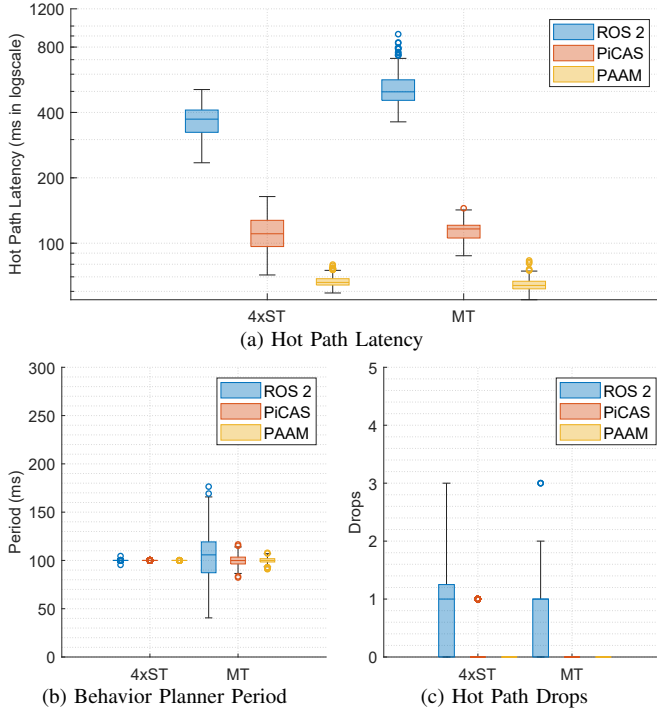 1200
800
400
200
100
Hot Path Latency (ms in logscale)
ROS 2
PiCAS
PAAM
4xST
MT
(a) Hot Path Latency
300
250
200
150
100
50
0
Period (ms)
ROS 2
PiCAS
PAAM
4xST
MT
(b) Behavior Planner Period
5
4
3
2
1
0
Drops
ROS 2
PiCAS
PAAM
4xST
MT
(c) Hot Path Drops